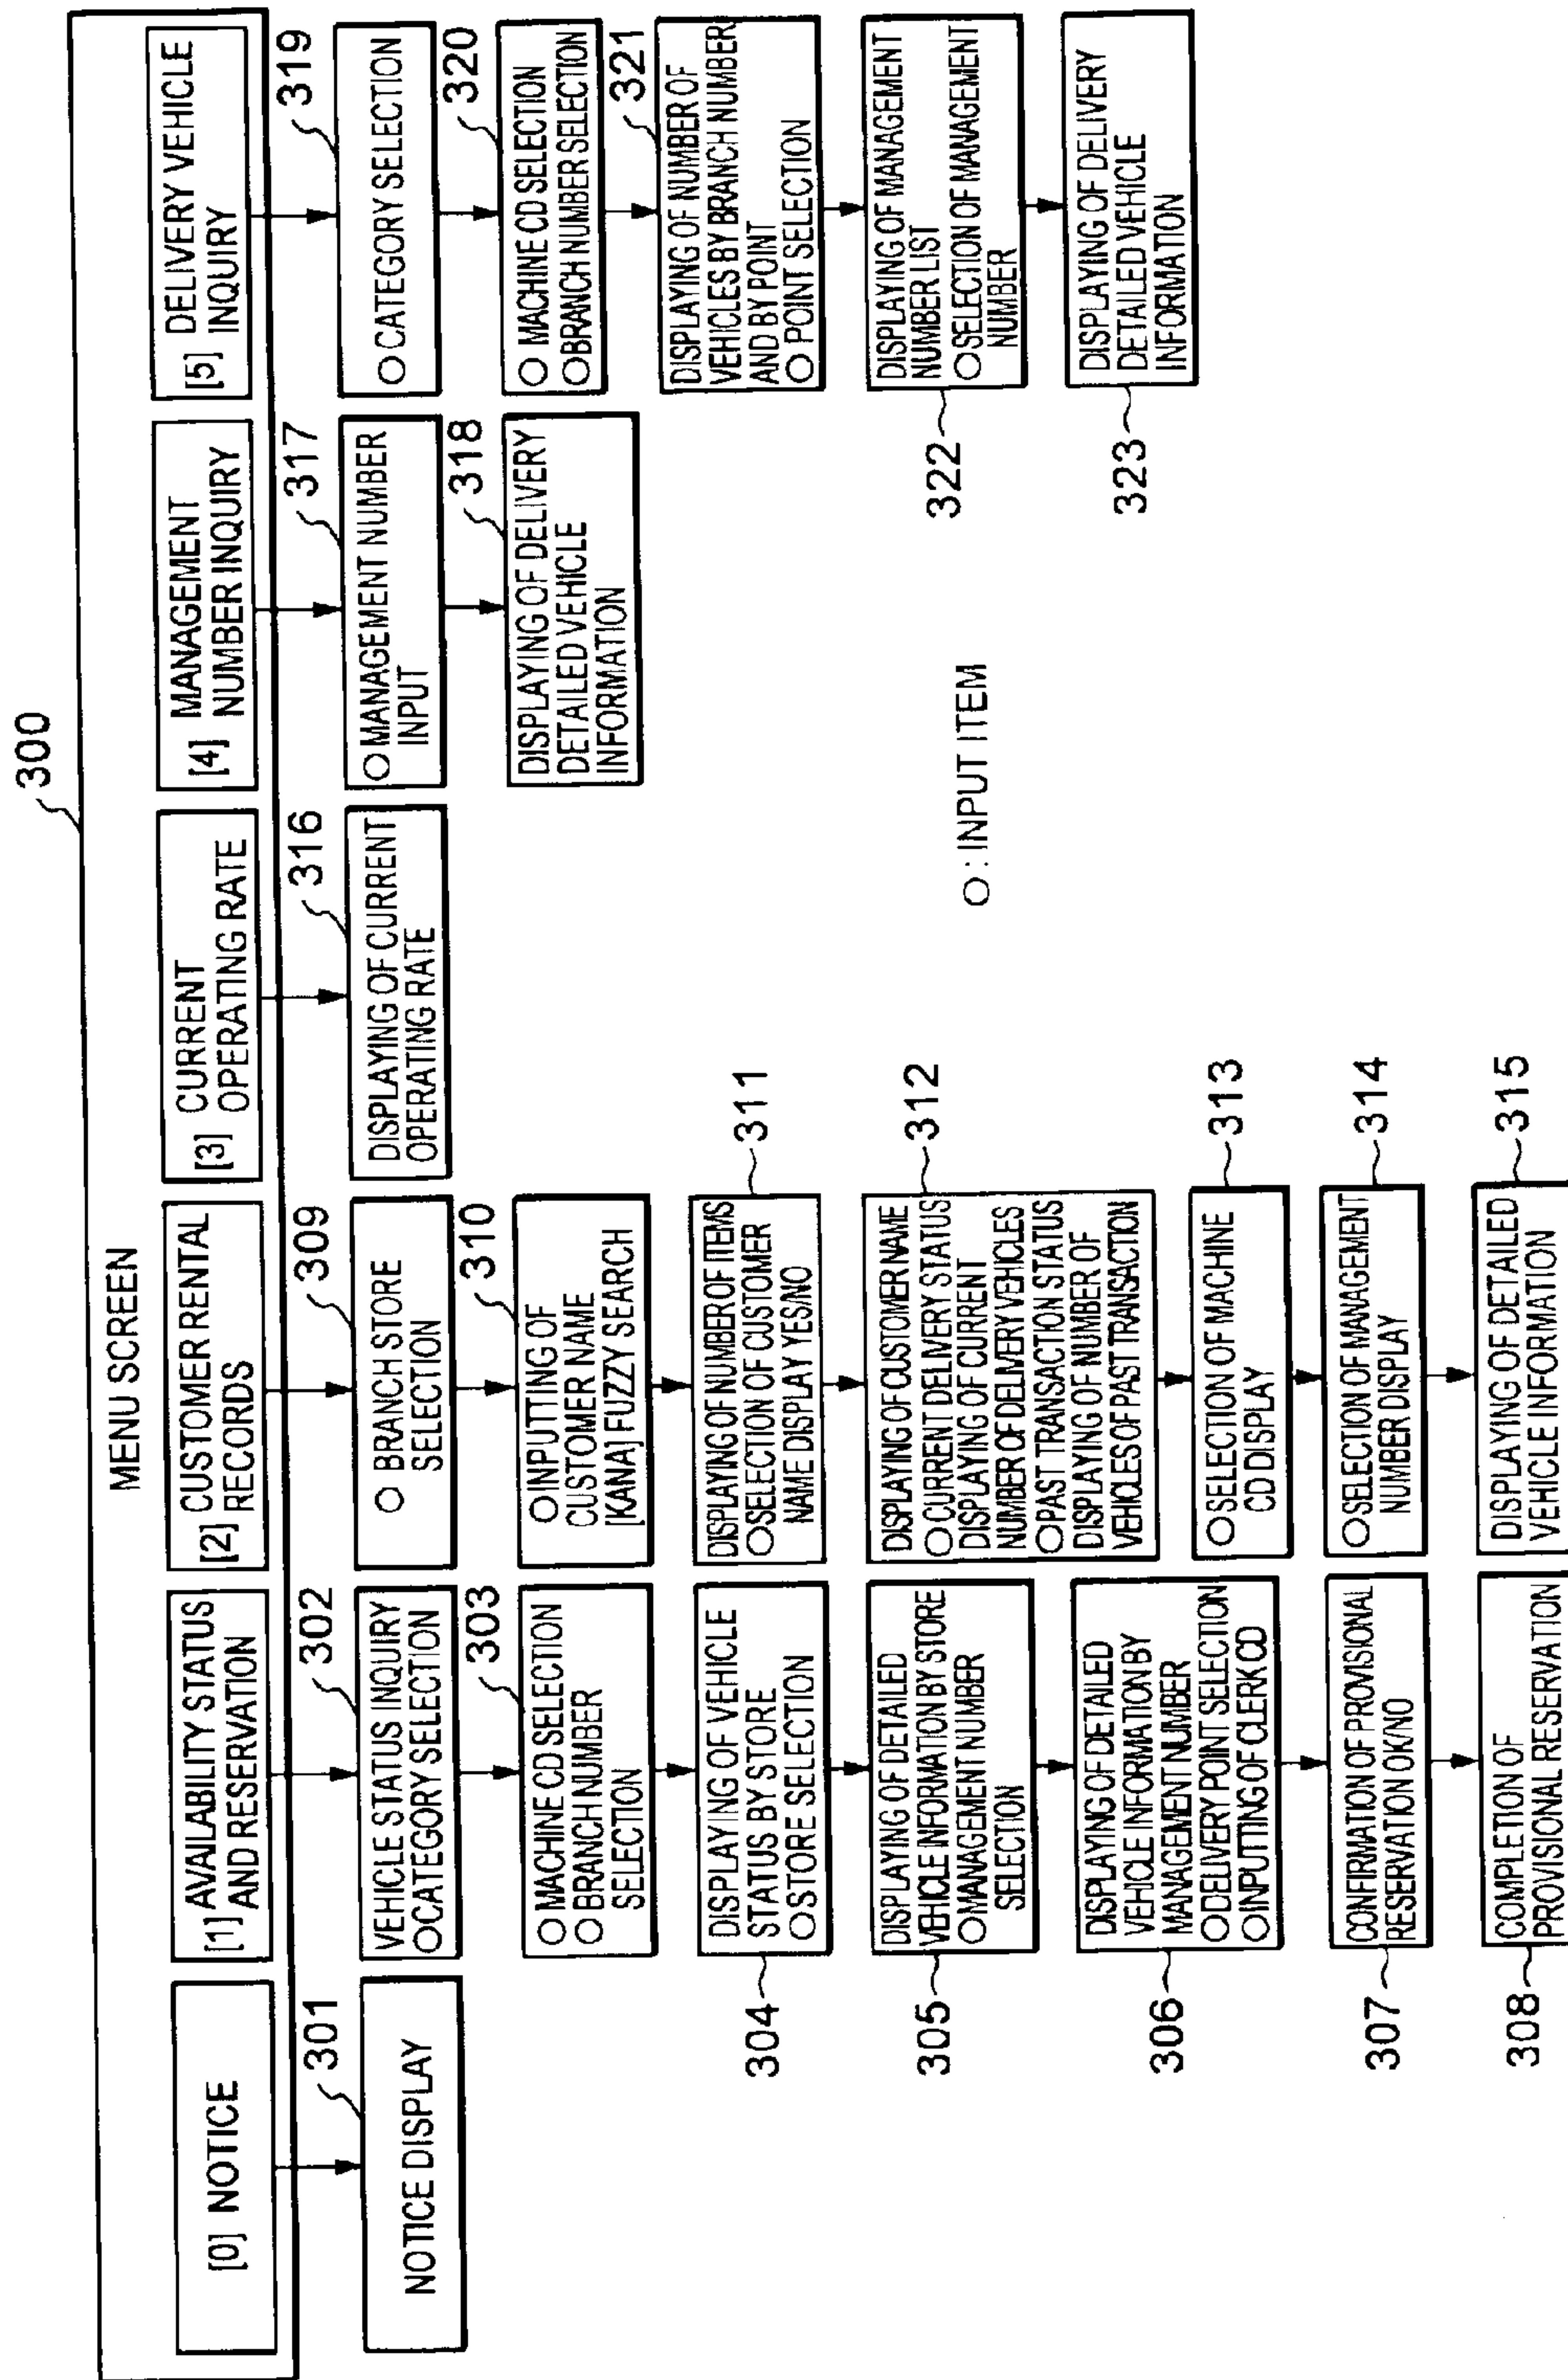 300
MENU SCREEN
[0] NOTICE
[1] AVAILABILITY STATUS
AND RESERVATION
[2] CUSTOMER RENTAL
RECORDS
[3] CURRENT
OPERATING RATE
[4] MANAGEMENT
NUMBER INQUIRY
[5] DELIVERY VEHICLE
INQUIRY
301
NOTICE DISPLAY
302
VEHICLE STATUS INQUIRY
○CATEGORY SELECTION
303
○MACHINE CD SELECTION
○BRANCH NUMBER
SELECTION
304
DISPLAYING OF VEHICLE
STATUS BY STORE
○STORE SELECTION
305
DISPLAYING OF DETAILED
VEHICLE INFORMATION BY STORE
○MANAGEMENT NUMBER
SELECTION
306
DISPLAYING OF DETAILED
VEHICLE INFORMATION BY
MANAGEMENT NUMBER
○DELIVERY POINT SELECTION
○INPUTTING OF CLERK CD
307
CONFIRMATION OF PROVISIONAL
RESERVATION OK/NO
308
COMPLETION OF
PROVISIONAL RESERVATION
309
○ BRANCH STORE
SELECTION
310
○INPUTTING OF
CUSTOMER NAME
[KANA] FUZZY SEARCH
311
DISPLAYING OF NUMBER OF ITEMS
○SELECTION OF CUSTOMER
NAME DISPLAY YES/NO
312
DISPLAYING OF CUSTOMER NAME
○CURRENT DELIVERY STATUS
DISPLAYING OF CURRENT
NUMBER OF DELIVERY VEHICLES
○PAST TRANSACTION STATUS
DISPLAYING OF NUMBER OF
VEHICLES OF PAST TRANSACTION
313
○SELECTION OF MACHINE
CD DISPLAY
314
○SELECTION OF MANAGEMENT
NUMBER DISPLAY
315
DISPLAYING OF DETAILED
VEHICLE INFORMATION
316
DISPLAYING OF CURRENT
OPERATING RATE
317
○MANAGEMENT NUMBER
INPUT
318
DISPLAYING OF DELIVERY
DETAILED VEHICLE
INFORMATION
319
○CATEGORY SELECTION
320
○ MACHINE CD SELECTION
○BRANCH NUMBER SELECTION
321
DISPLAYING OF NUMBER OF
VEHICLES BY BRANCH NUMBER
AND BY POINT
○ POINT SELECTION
322
DISPLAYING OF MANAGEMENT
NUMBER LIST
○SELECTION OF MANAGEMENT
NUMBER
323
DISPLAYING OF DELIVERY
DETAILED VEHICLE
INFORMATION
○ : INPUT ITEM